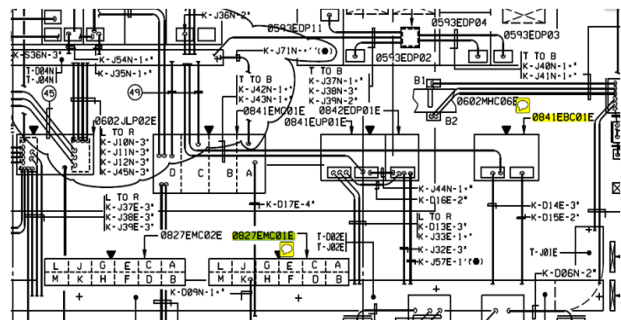 K-J36N-2"
0593EDP11
0593EDP04
0593EDP03
S36N-3"
K-J54N-1-"
K-J71N--'(●)
0593EDP02
T-D04N
T-J04N
K-J35N-1-"
T TO B
K-J42N-1-"
K-J43N-1-"
T TO B
K-J37N-1-"
K-J38N-3"
K-J39N-2"
T TO B
K-J40N-1-"
K-J41N-1-"
45
49
B1
0602MHC06E
0602JLP02E
0841EMC01E
0842EDP01E
0841EUP01E
B2
0841EBC01E
L TO R
K-J10N-3"
K-J11N-3"
K-J12N-3"
K-J45N-3"
D C B A
K-J44N-1-"
K-D16E-2"
L TO R
K-J37E-3"
K-J38E-3"
K-J39E-3"
K-D17E-4"
L TO R
K-D13E-3"
K-J33E-1-"
K-J32E-3"
K-J57E-1'(●)
K-D14E-3"
K-D15E-2"
0827EMC02E
0827EMC01E
T-D02E
T-J02E
T-J01E
L J G E C A
M K H F D B
L J G E C A
M K H F D B
K-D06N-2"
K-D09N-1-"